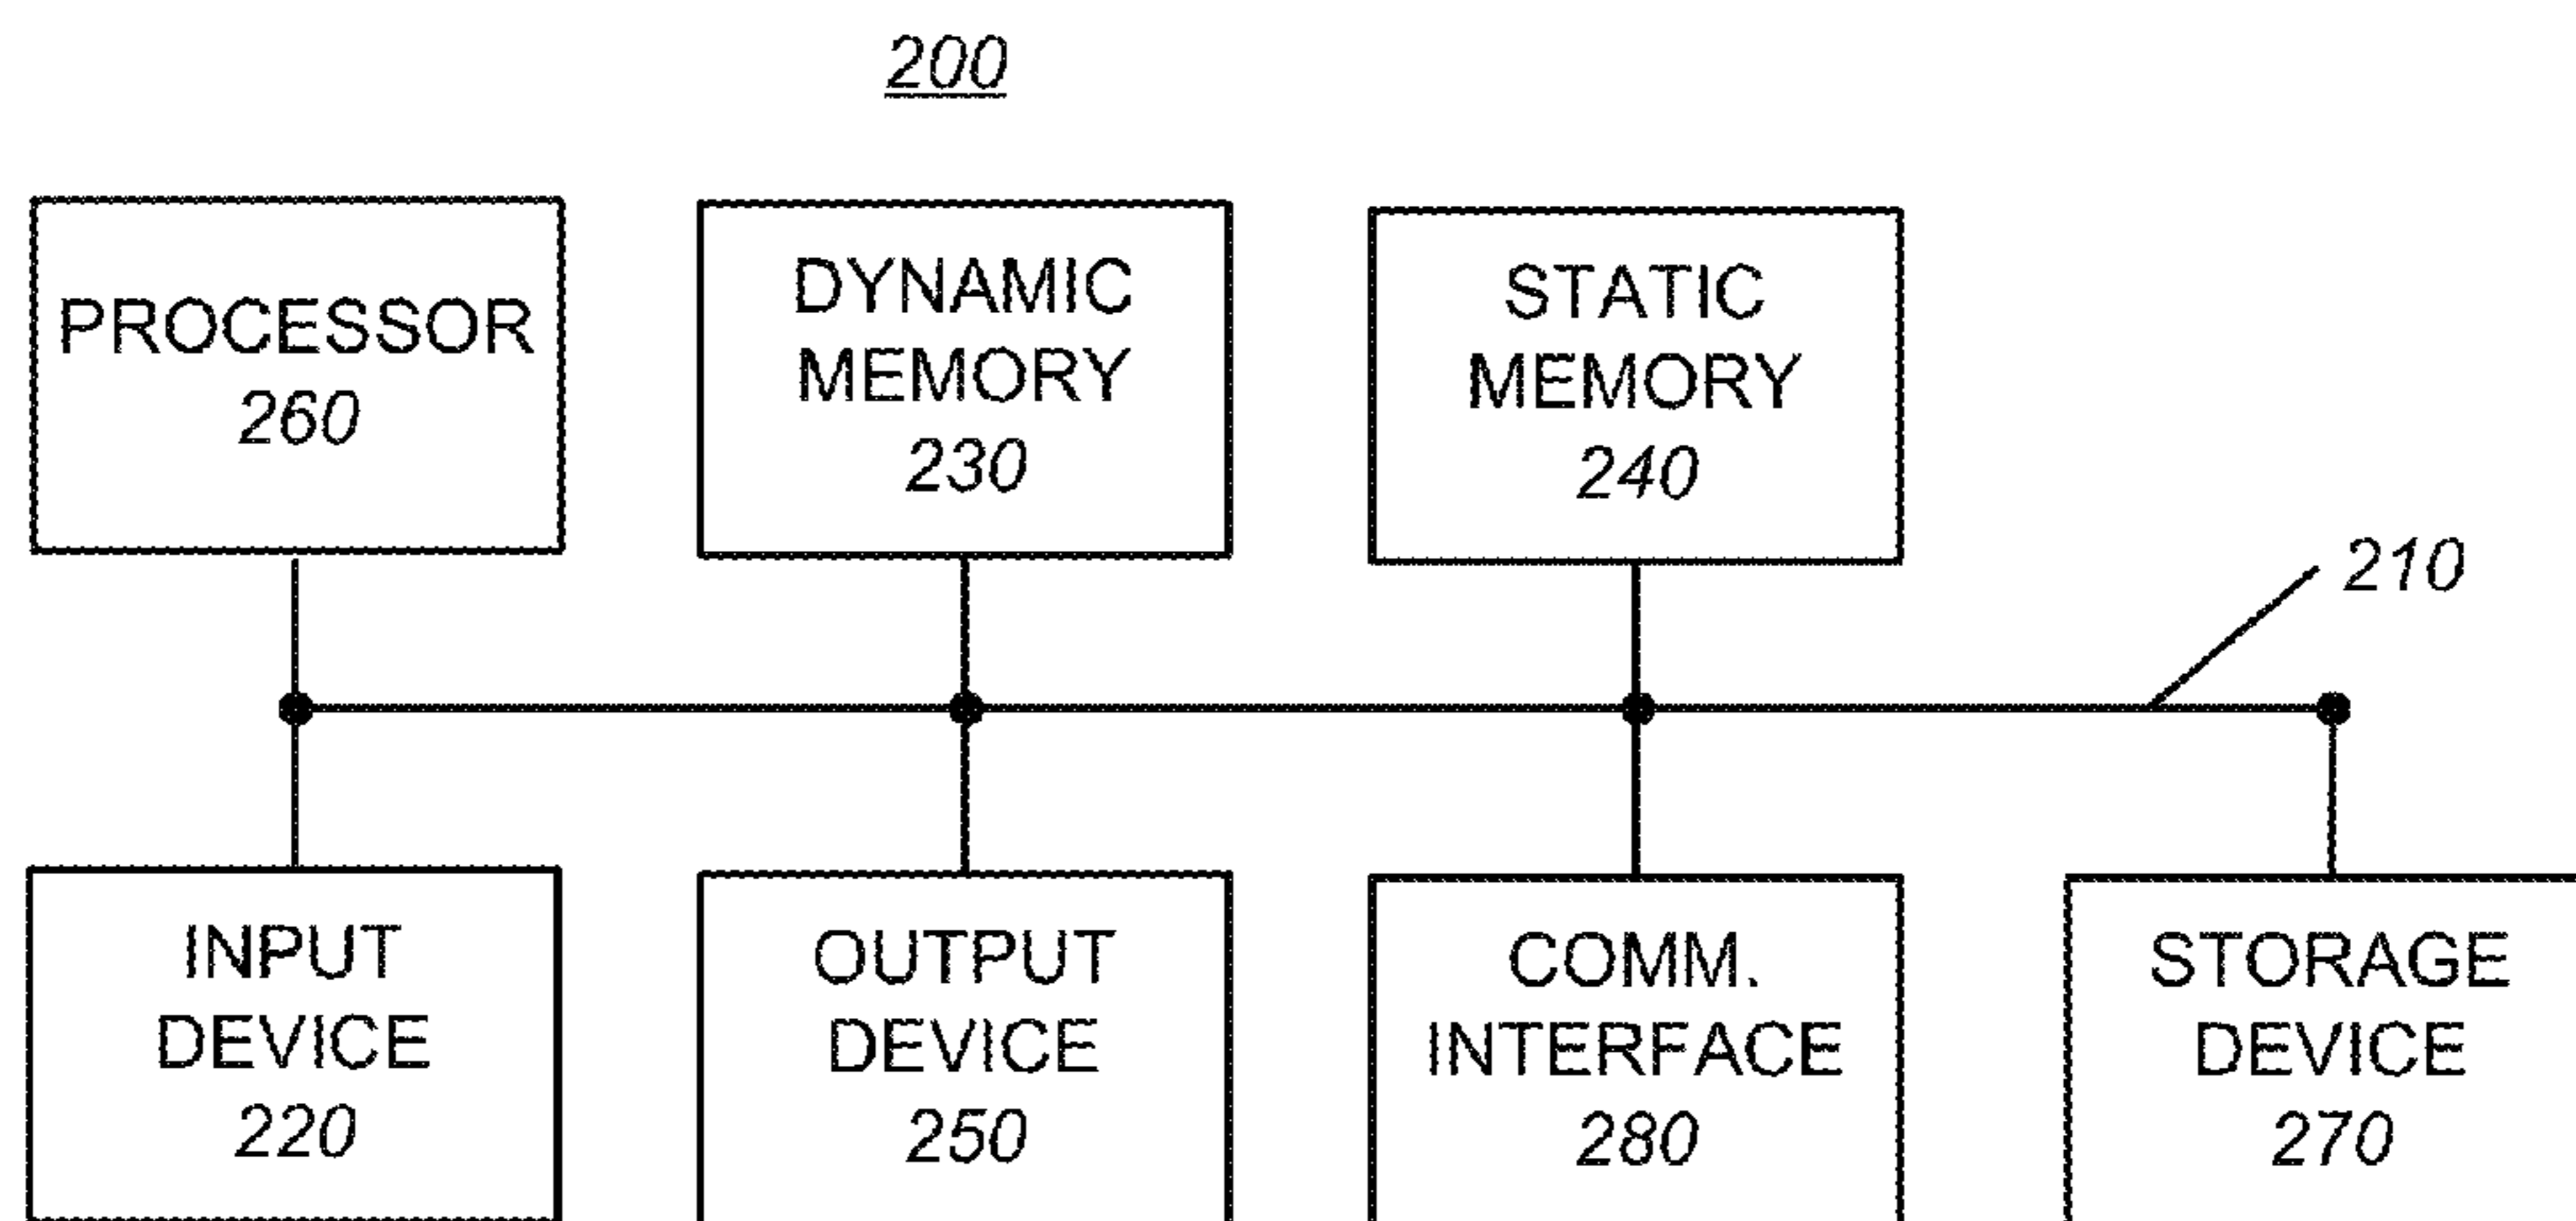 200
PROCESSOR
260
DYNAMIC
MEMORY
230
STATIC
MEMORY
240
210
INPUT
DEVICE
220
OUTPUT
DEVICE
250
COMM.
INTERFACE
280
STORAGE
DEVICE
270